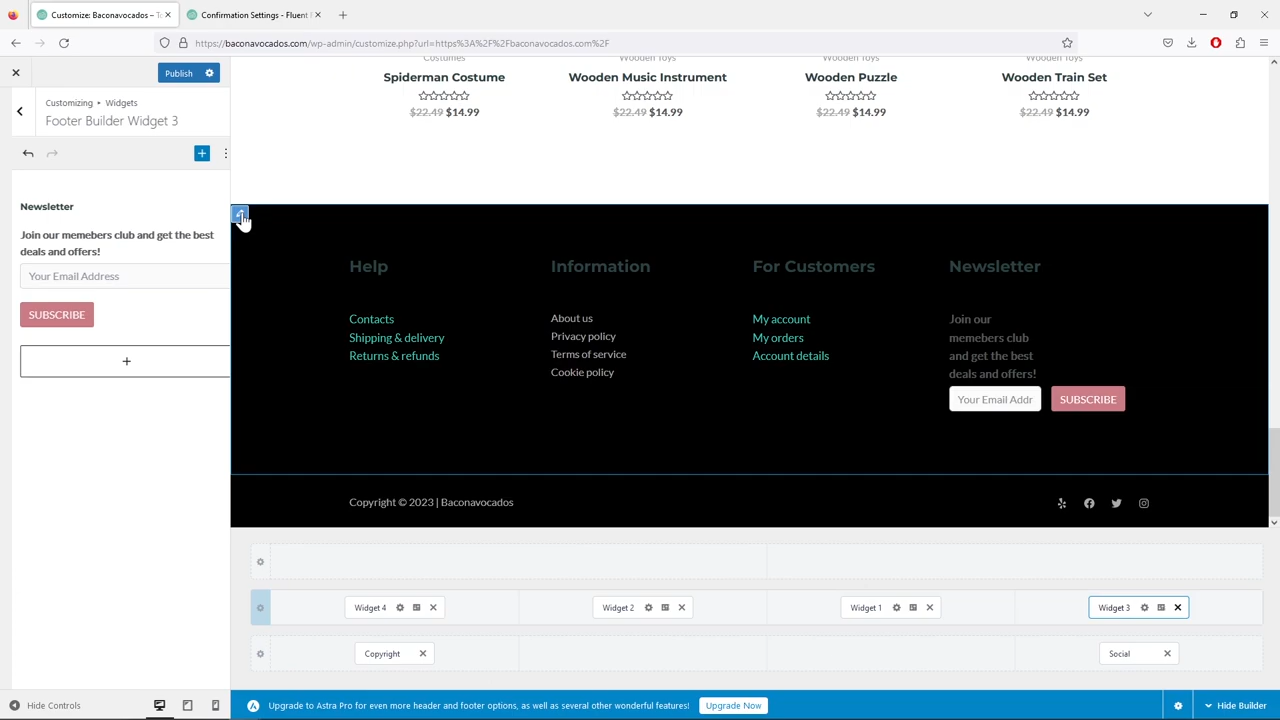 Customize: Baconavocados – To
Confirmation Settings - Fluent F
https://baconavocados.com/wp-admin/customize.php?url=https%3A%2F%2Fbaconavocados.com%2F
Publish
Customizing • Widgets
Footer Builder Widget 3
Newsletter
Join our memebers club and get the best
deals and offers!
Your Email Address
SUBSCRIBE
Costumes
Wooden Toys
Wooden Toys
Wooden Toys
Spiderman Costume
Wooden Music Instrument
Wooden Puzzle
Wooden Train Set
$22.49 $14.99
$22.49 $14.99
$22.49 $14.99
$22.49 $14.99
Help
Contacts
Shipping & delivery
Returns & refunds
Information
About us
Privacy policy
Terms of service
Cookie policy
For Customers
My account
My orders
Account details
Newsletter
Join our
memebers club
and get the best
deals and offers!
Your Email Addr
SUBSCRIBE
Copyright © 2023 | Baconavocados
Widget 4
Widget 2
Widget 1
Widget 3
Copyright
Social
Hide Controls
Upgrade to Astra Pro for even more header and footer options, as well as several other wonderful features!
Upgrade Now
Hide Builder